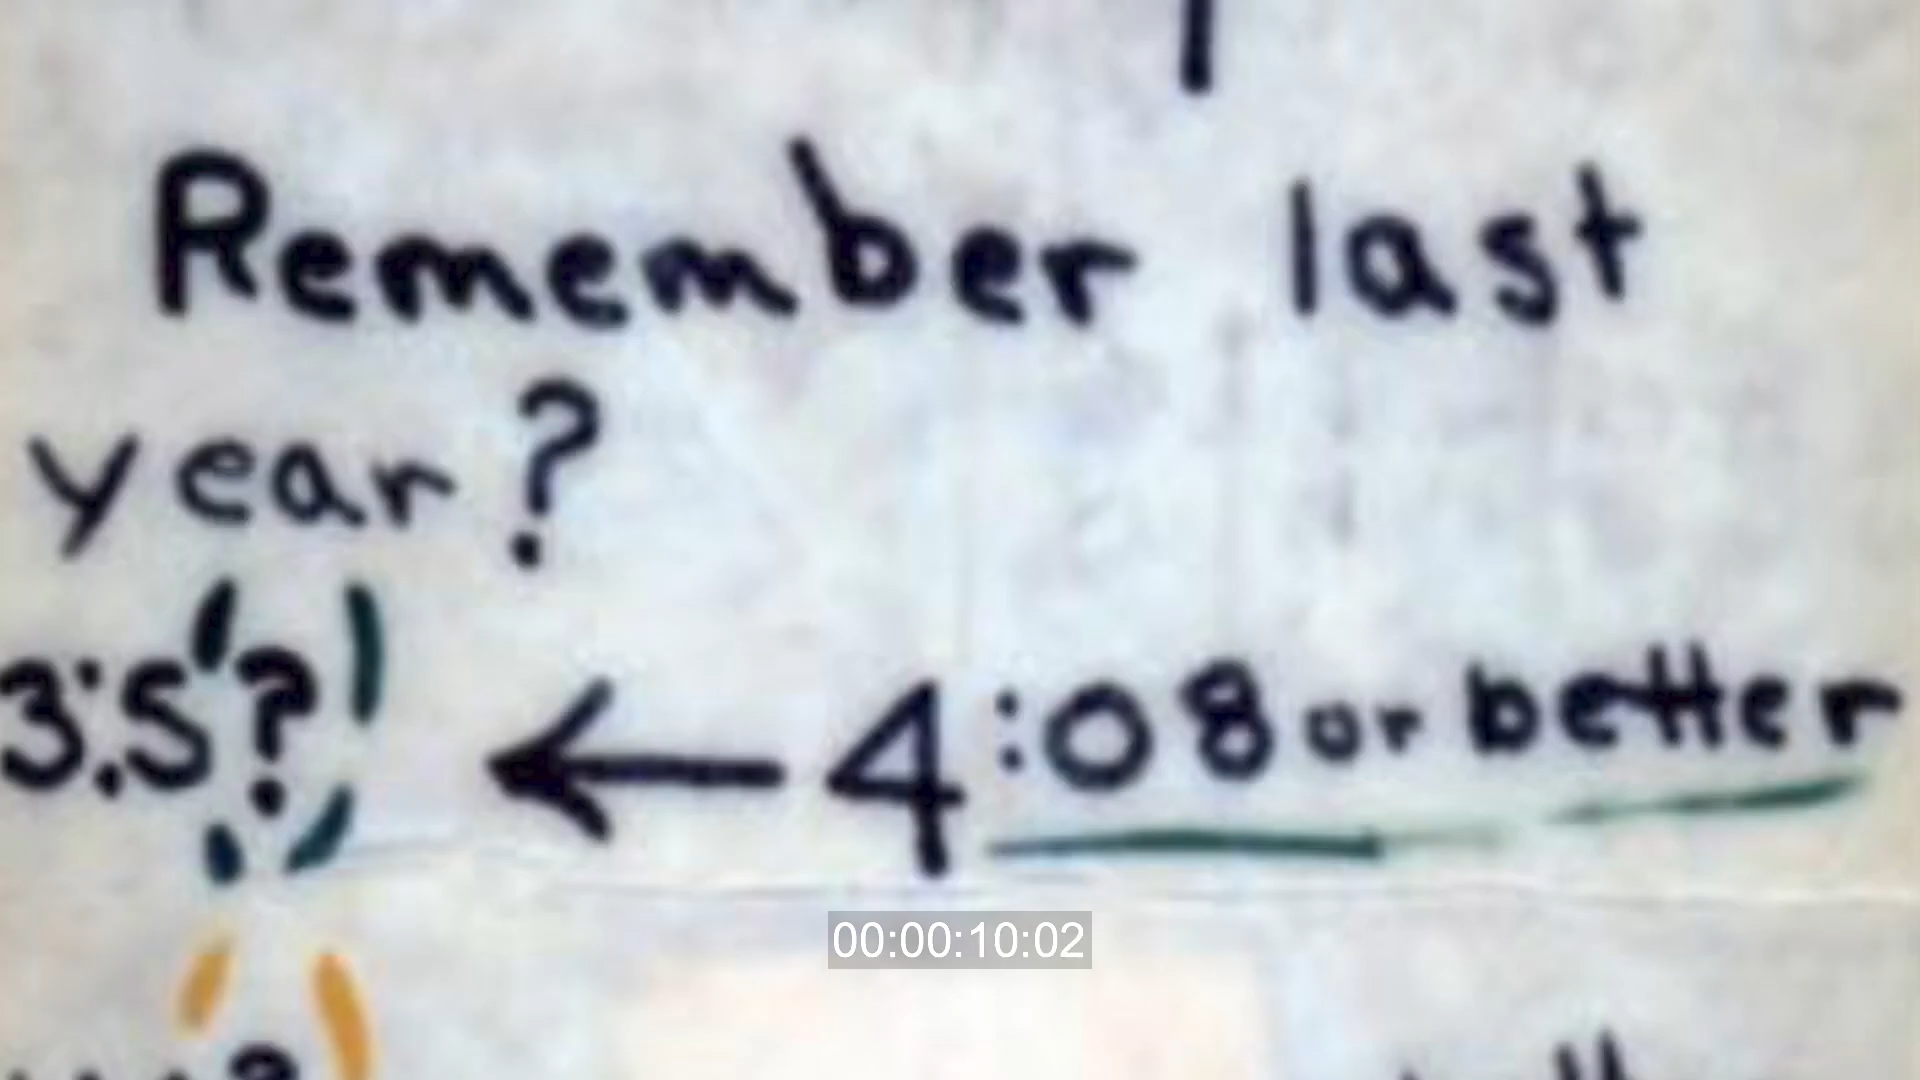 Remember last
year?
3:5? ← 4:08 or better
00:00:10:02